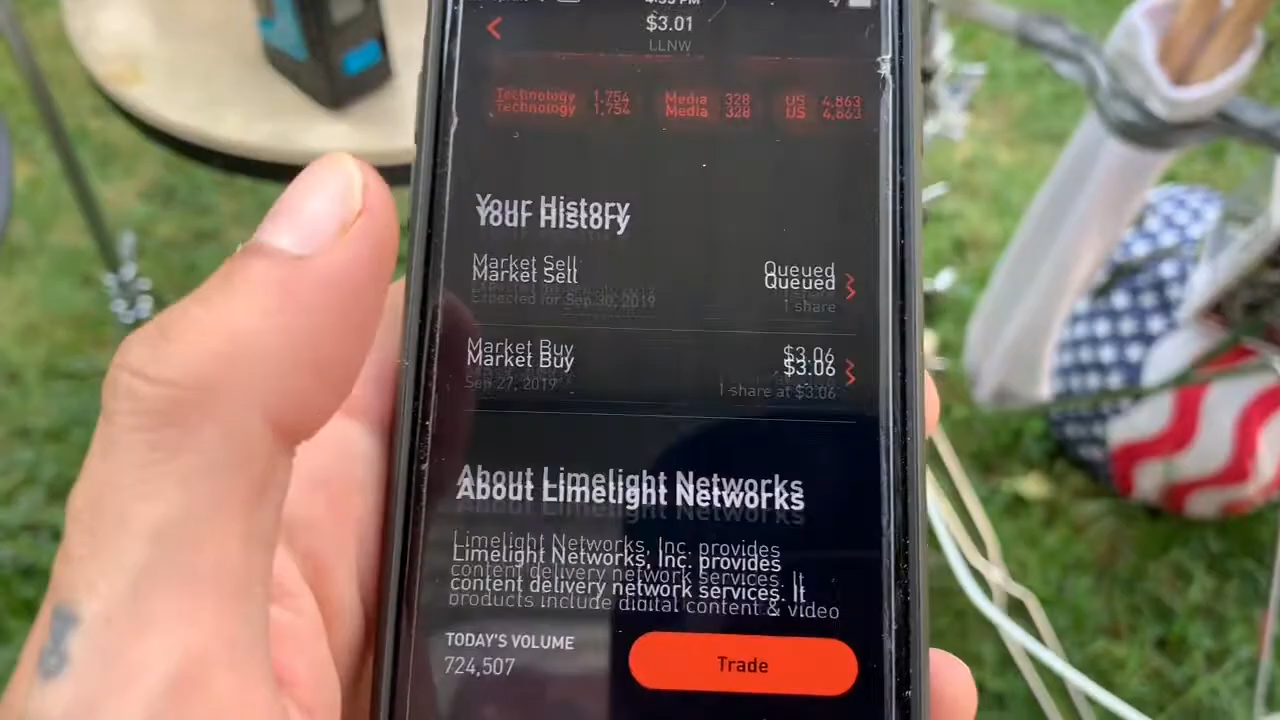 $3.01
LLNW
Technology 1,754 Media 328 US 4,863
Your History
Market Sell Queued
Expected for Sep 30, 2019 1 share
Market Buy $3.06
Sep 27, 2019 1 share at $3.06
About Limelight Networks
Limelight Networks, Inc. provides
content delivery network services. It
products include digital content & video
TODAY'S VOLUME
724,507
Trade